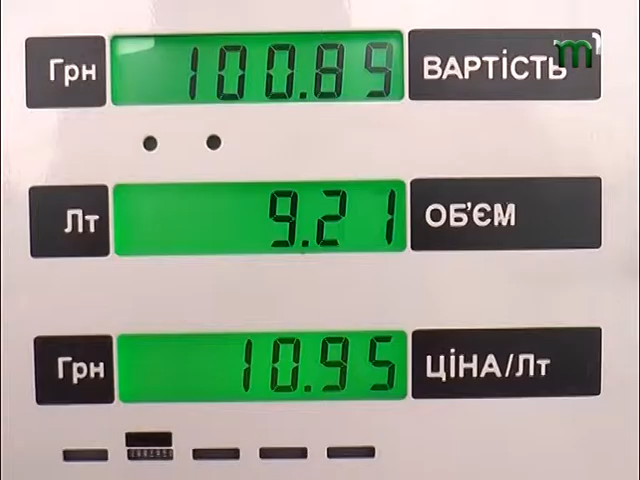 Грн 100.89 ВАРТІСТЬ
m
Лт 9.21 ОБ'ЄМ
Грн 10.95 ЦІНА/Лт